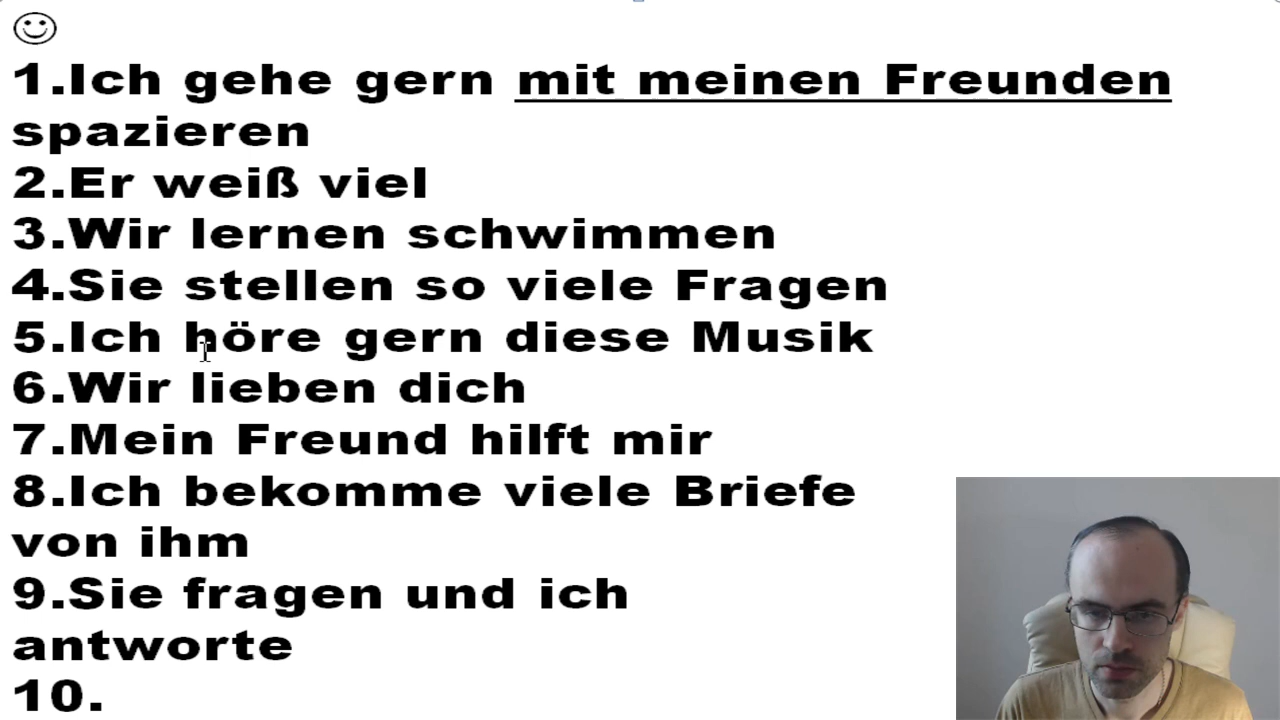 1.Ich gehe gern mit meinen Freunden
spazieren
2.Er weiß viel
3.Wir lernen schwimmen
4.Sie stellen so viele Fragen
5.Ich höre gern diese Musik
6.Wir lieben dich
7.Mein Freund hilft mir
8.Ich bekomme viele Briefe
von ihm
9.Sie fragen und ich
antworte
10.